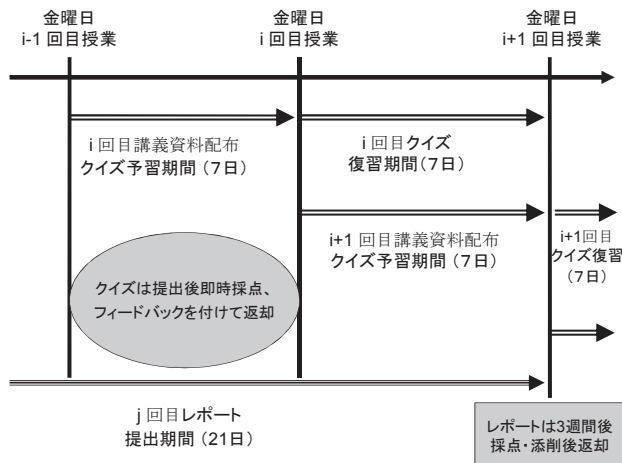 金曜日
i-1 回目授業
金曜日
i 回目授業
金曜日
i+1 回目授業
i 回目講義資料配布
クイズ予習期間（7日）
i 回目クイズ
復習期間（7日）
i+1 回目講義資料配布
クイズ予習期間（7日）
i+1回目
クイズ復習
（7日）
クイズは提出後即時採点、
フィードバックを付けて返却
j 回目レポート
提出期間（21日）
レポートは3週間後
採点・添削後返却